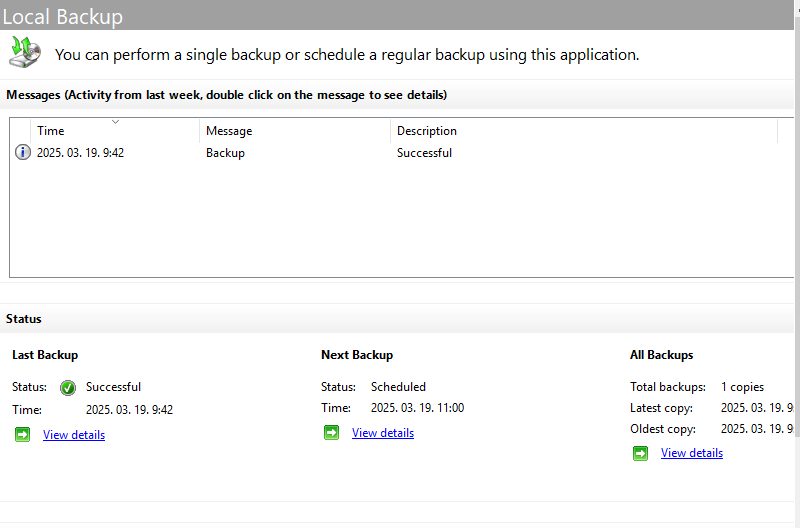 Local Backup
You can perform a single backup or schedule a regular backup using this application.
Messages (Activity from last week, double click on the message to see details)
Time Message Description
2025. 03. 19. 9:42 Backup Successful
Status
Last Backup Next Backup All Backups
Status: Successful Status: Scheduled Total backups: 1 copies
Time: 2025. 03. 19. 9:42 Time: 2025. 03. 19. 11:00 Latest copy: 2025. 03. 19. 9
Oldest copy: 2025. 03. 19. 9
View details View details View details